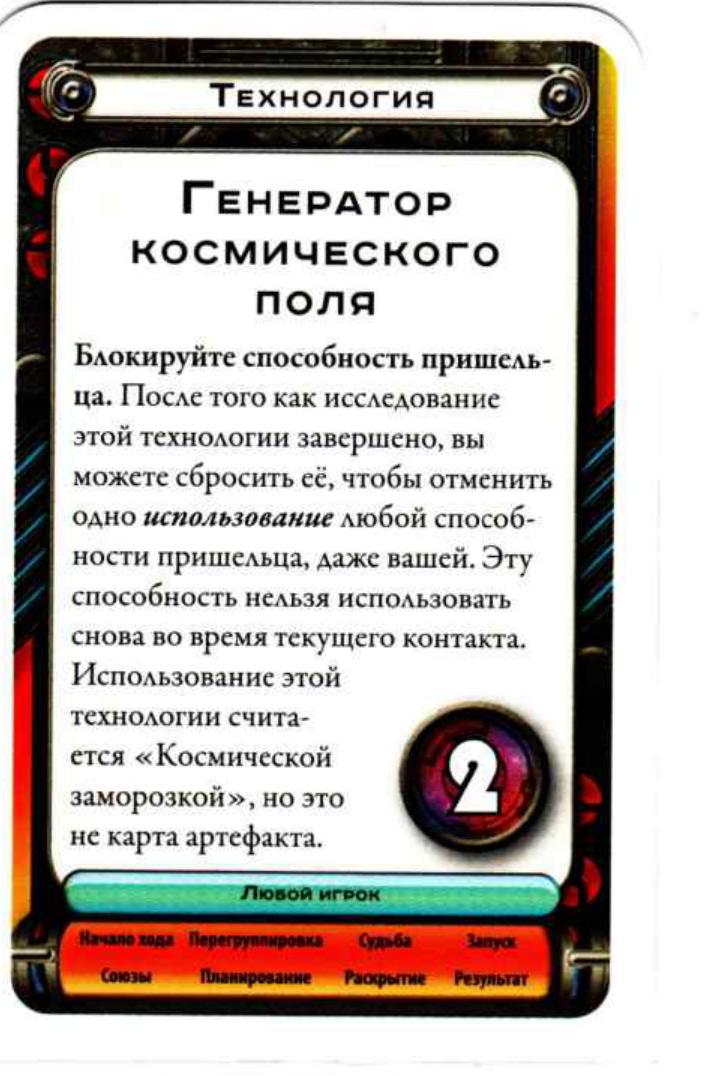 Технология
Генератор
космического
поля
Блокируйте способность пришель-
ца. После того как исследование
этой технологии завершено, вы
можете сбросить её, чтобы отменить
одно использование любой способ-
ности пришельца, даже вашей. Эту
способность нельзя использовать
снова во время текущего контакта.
Использование этой
технологии счита-
ется «Космической
заморозкой», но это
не карта артефакта.
2
Любой игрок
Начало хода Перегруппировка Судьба Запуск
Союзы Планирование Раскрытие Результат